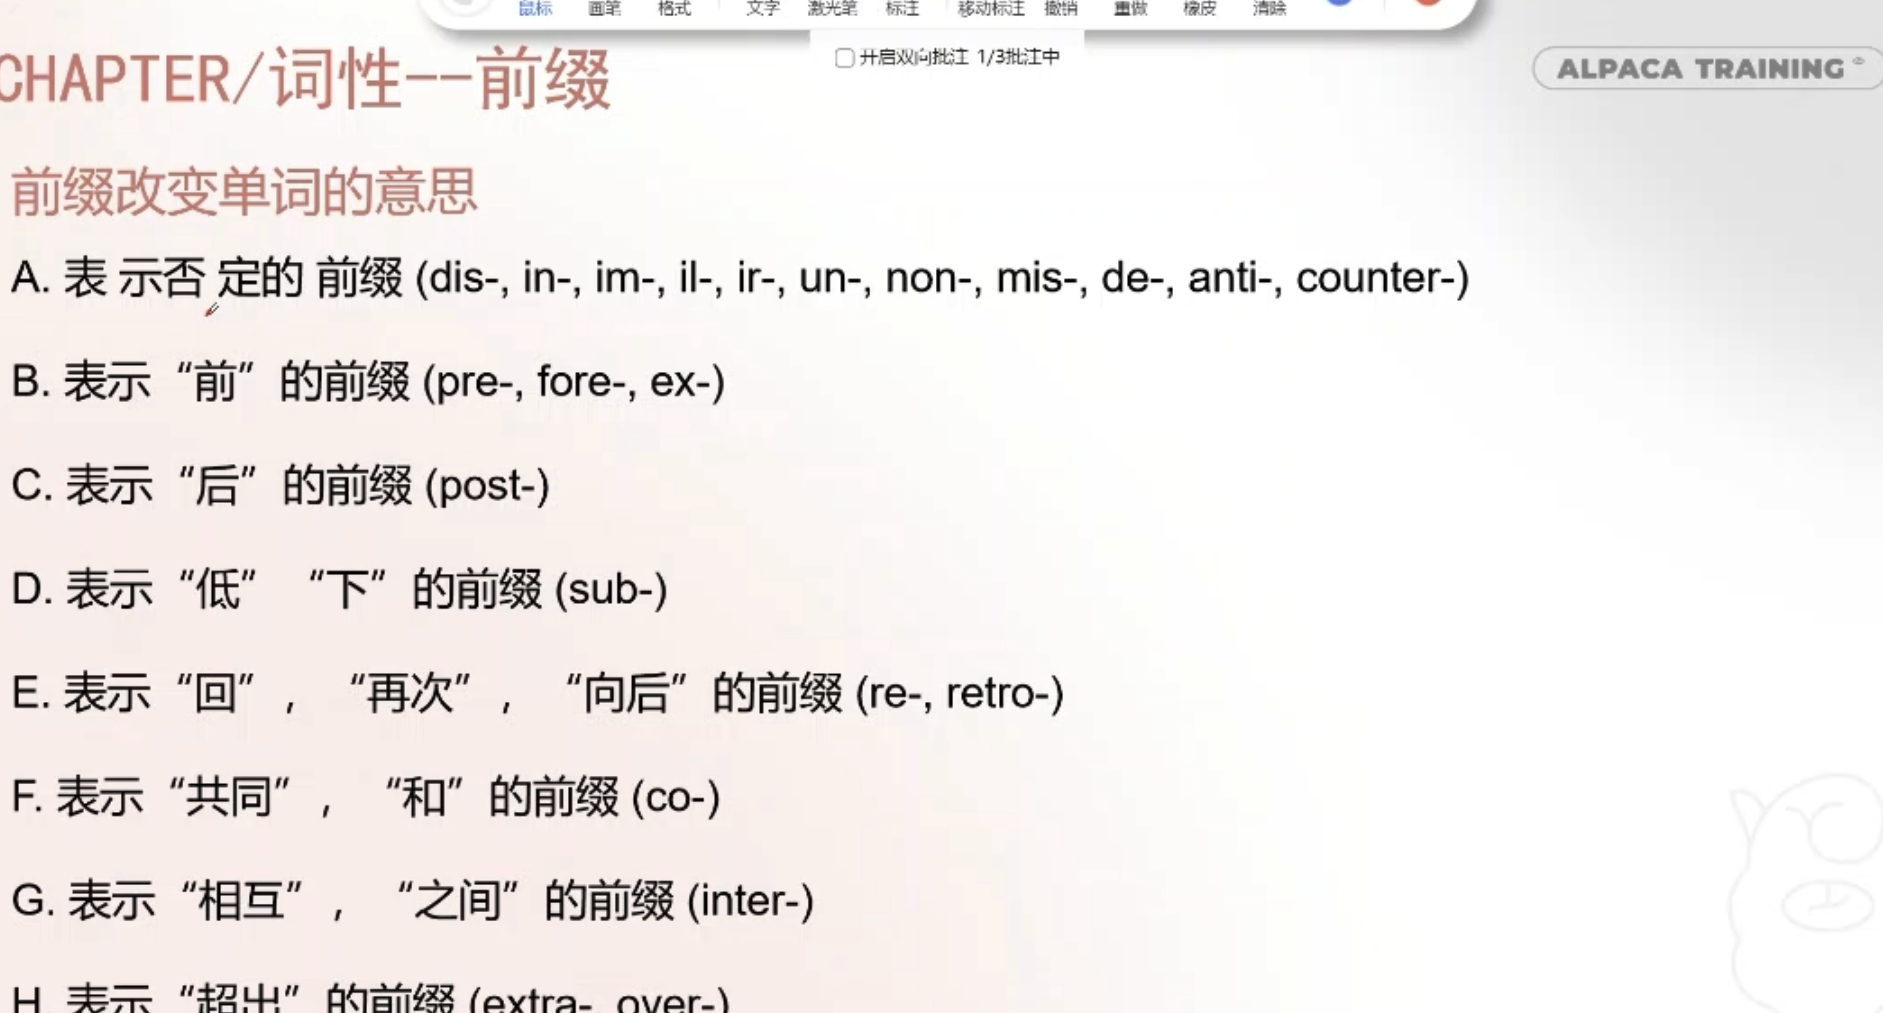 鼠标 画笔 格式 文字 激光笔 标注 移动标注 撤销 重做 橡皮 清除
开启双向批注 1/3批注中
CHAPTER/词性--前缀
ALPACA TRAINING
前缀改变单词的意思
A. 表 示否 定的 前缀 (dis-, in-, im-, il-, ir-, un-, non-, mis-, de-, anti-, counter-)
B. 表示“前”的前缀 (pre-, fore-, ex-)
C. 表示“后”的前缀 (post-)
D. 表示“低”“下”的前缀 (sub-)
E. 表示“回”，“再次”，“向后”的前缀 (re-, retro-)
F. 表示“共同”，“和”的前缀 (co-)
G. 表示“相互”，“之间”的前缀 (inter-)
H. 表示“超出”的前缀 (extra-, over-)